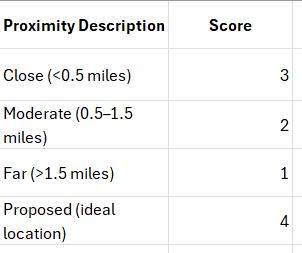 Proximity Description Score
Close (<0.5 miles) 3
Moderate (0.5–1.5
miles) 2
Far (>1.5 miles) 1
Proposed (ideal
location) 4